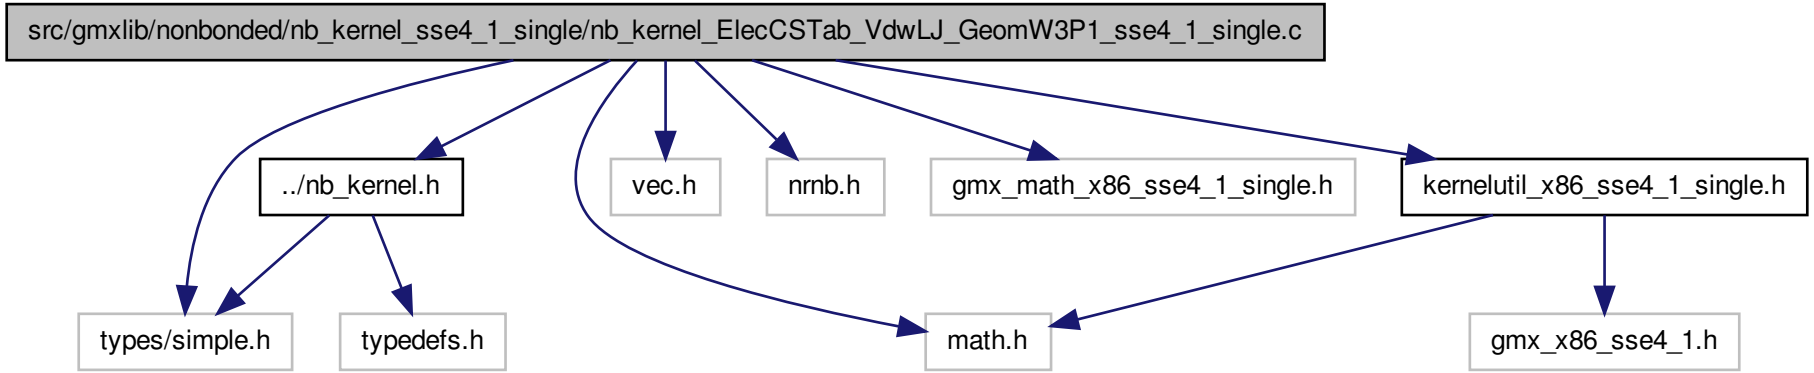 src/gmxlib/nonbonded/nb_kernel_sse4_1_single/nb_kernel_ElecCSTab_VdwLJ_GeomW3P1_sse4_1_single.c
../nb_kernel.h
vec.h
nrnb.h
gmx_math_x86_sse4_1_single.h
kernelutil_x86_sse4_1_single.h
types/simple.h
typedefs.h
math.h
gmx_x86_sse4_1.h